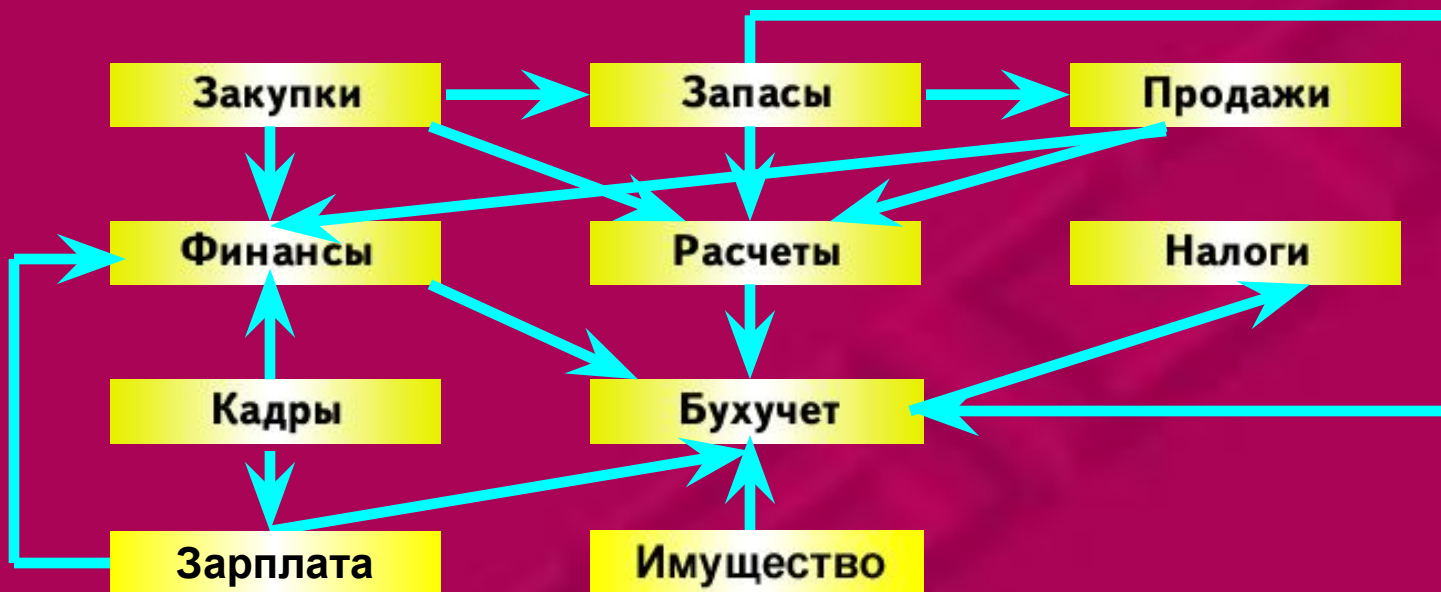 Закупки
Запасы
Продажи
Финансы
Расчеты
Налоги
Кадры
Бухучет
Зарплата
Имущество